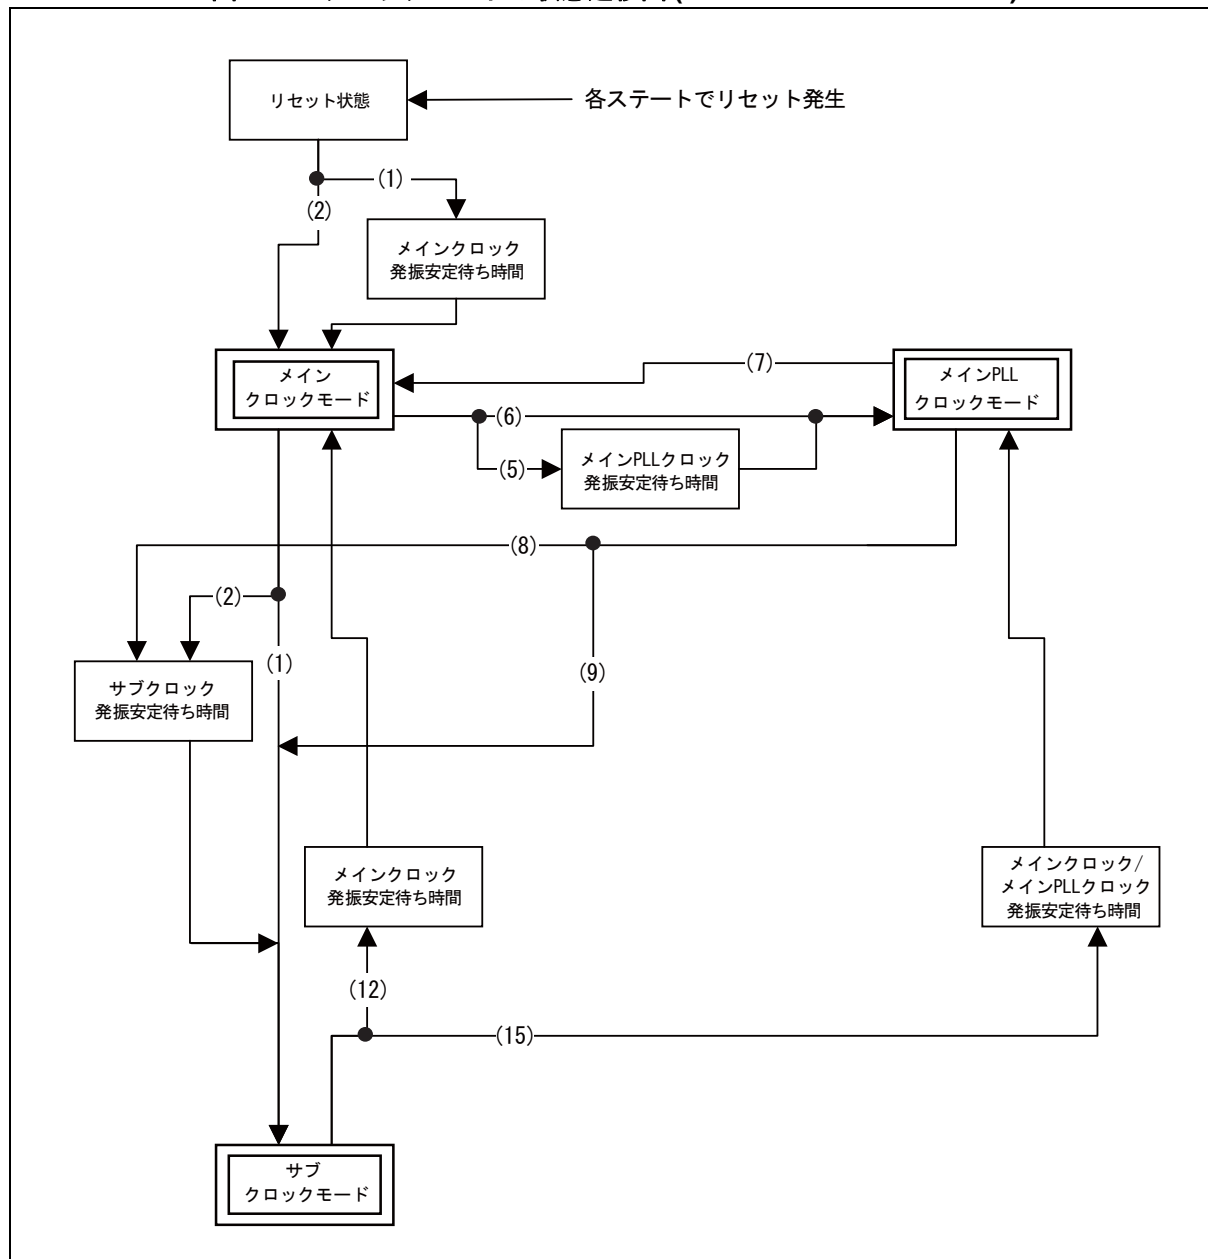 リセット状態
各ステートでリセット発生
(1)
(2)
メインクロック
発振安定待ち時間
メイン
クロックモード
(7)
メインPLL
クロックモード
(6)
(5)
メインPLLクロック
発振安定待ち時間
(8)
(2)
(1)
(9)
サブクロック
発振安定待ち時間
メインクロック
発振安定待ち時間
メインクロック/
メインPLLクロック
発振安定待ち時間
(12)
(15)
サブ
クロックモード